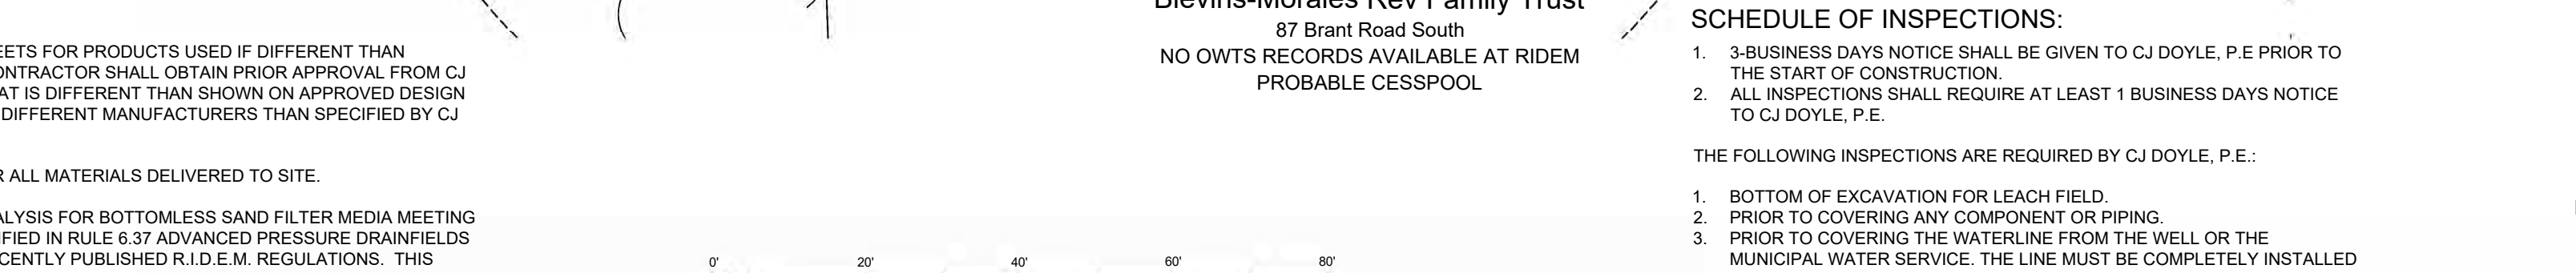 EETS FOR PRODUCTS USED IF DIFFERENT THAN
ONTRACTOR SHALL OBTAIN PRIOR APPROVAL FROM CJ
AT IS DIFFERENT THAN SHOWN ON APPROVED DESIGN
DIFFERENT MANUFACTURERS THAN SPECIFIED BY CJ
R ALL MATERIALS DELIVERED TO SITE.
ALYSIS FOR BOTTOMLESS SAND FILTER MEDIA MEETING
IFIED IN RULE 6.37 ADVANCED PRESSURE DRAINFIELDS
CENTLY PUBLISHED R.I.D.E.M. REGULATIONS. THIS
Blevins-Morales Rev Family Trust
87 Brant Road South
NO OWTS RECORDS AVAILABLE AT RIDEM
PROBABLE CESSPOOL
0' 20' 40' 60' 80'
SCHEDULE OF INSPECTIONS:
1. 3-BUSINESS DAYS NOTICE SHALL BE GIVEN TO CJ DOYLE, P.E PRIOR TO
THE START OF CONSTRUCTION.
2. ALL INSPECTIONS SHALL REQUIRE AT LEAST 1 BUSINESS DAYS NOTICE
TO CJ DOYLE, P.E.
THE FOLLOWING INSPECTIONS ARE REQUIRED BY CJ DOYLE, P.E.:
1. BOTTOM OF EXCAVATION FOR LEACH FIELD.
2. PRIOR TO COVERING ANY COMPONENT OR PIPING.
3. PRIOR TO COVERING THE WATERLINE FROM THE WELL OR THE
MUNICIPAL WATER SERVICE. THE LINE MUST BE COMPLETELY INSTALLED